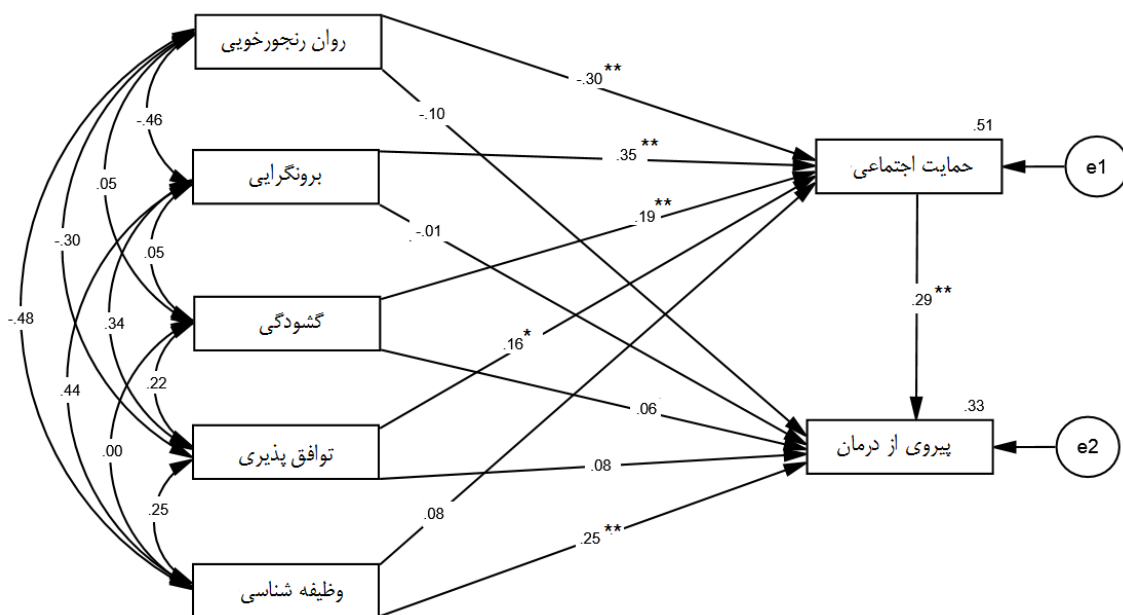 روان رنجورخویی
-.30**
-.10
.51
-.46
برونگرایی
.35**
حمایت اجتماعی
e1
.05
.19**
-.01
-.30
.05
گشودگی
.29**
-.48
.34
.16*
.44
.22
.06
.33
.00
توافق پذیری
.08
پیروی از درمان
e2
.25
.08
.25**
وظیفه شناسی